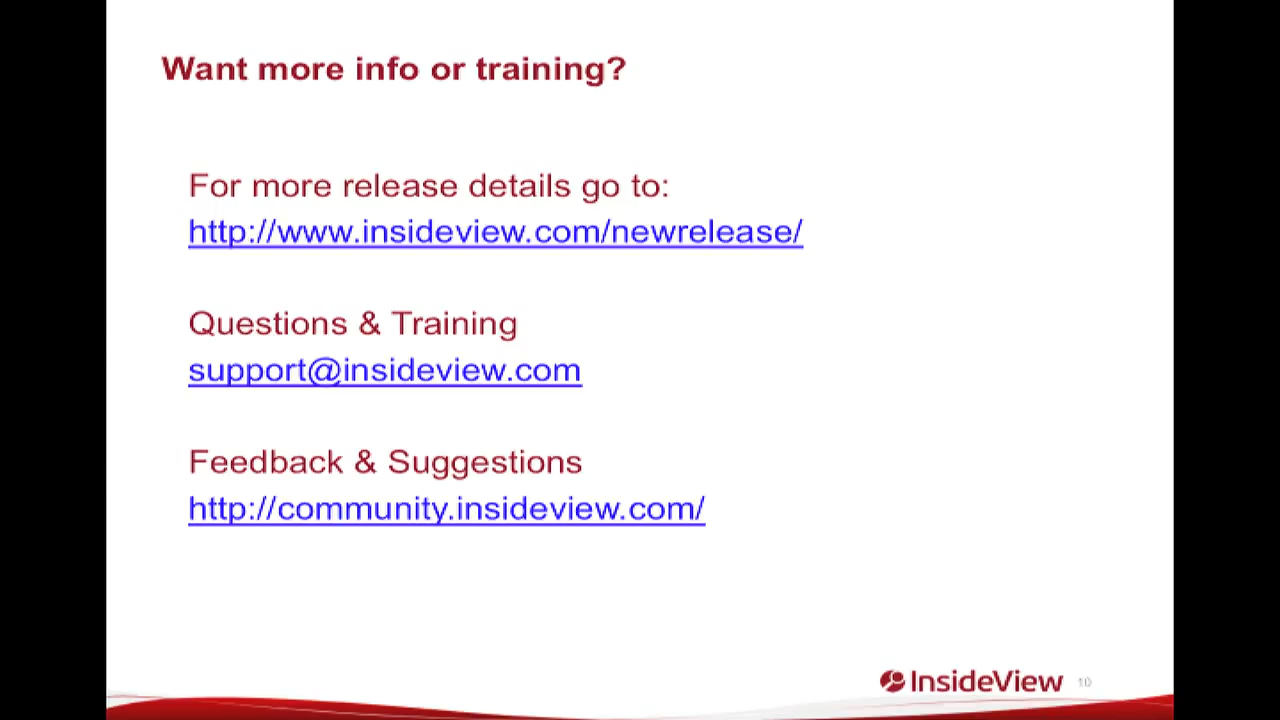 Want more info or training?
For more release details go to:
http://www.insideview.com/newrelease/
Questions & Training
support@insideview.com
Feedback & Suggestions
http://community.insideview.com/
InsideView 10